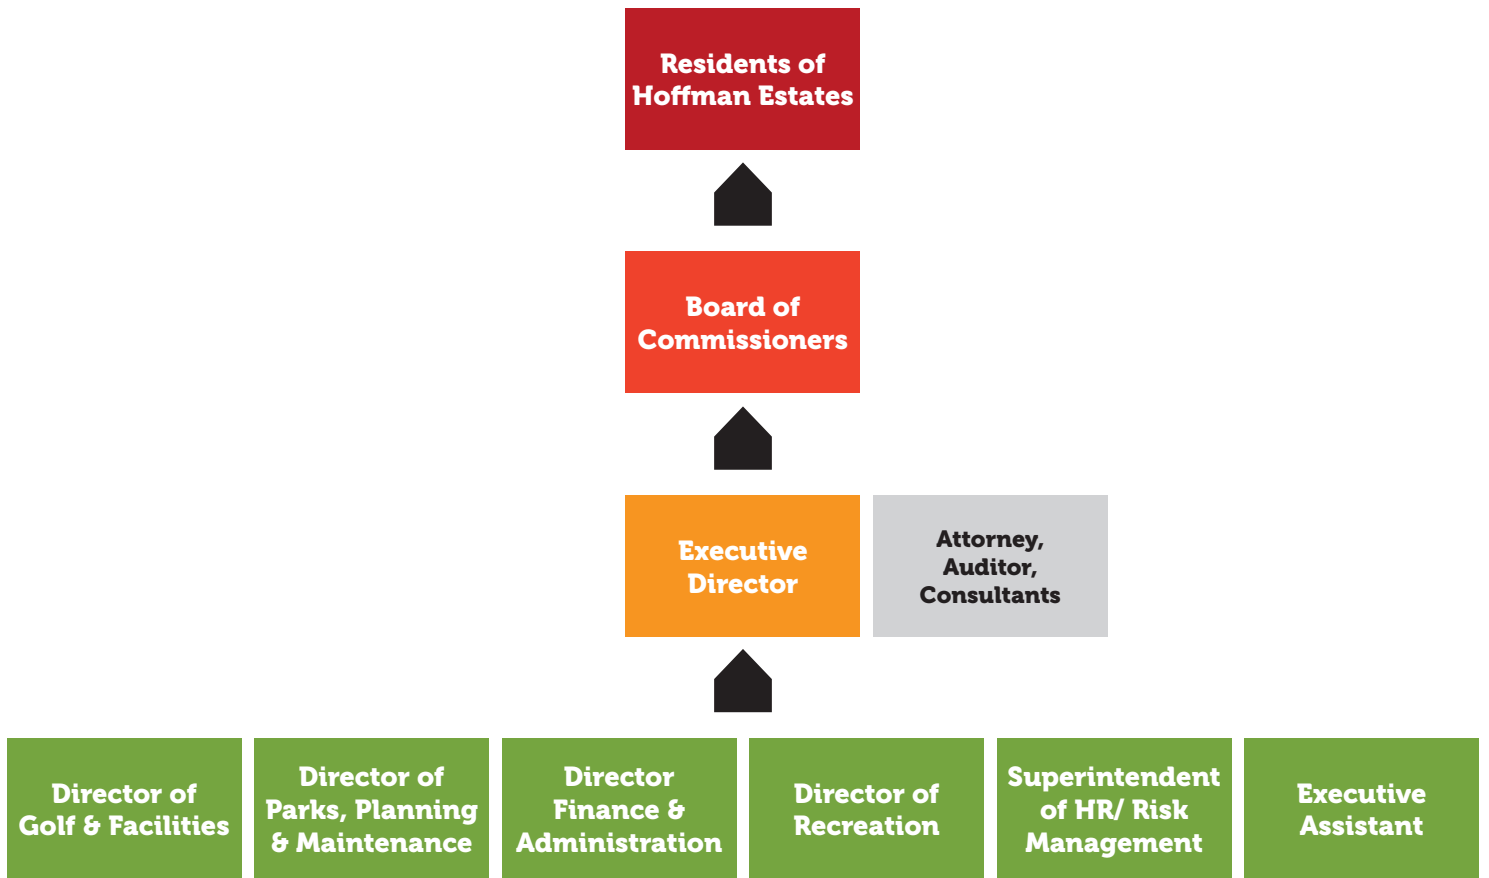 Residents of
Hoffman Estates
Board of
Commissioners
Executive
Director
Attorney,
Auditor,
Consultants
Director of
Golf & Facilities
Director of
Parks, Planning
& Maintenance
Director
Finance &
Administration
Director of
Recreation
Superintendent
of HR/ Risk
Management
Executive
Assistant